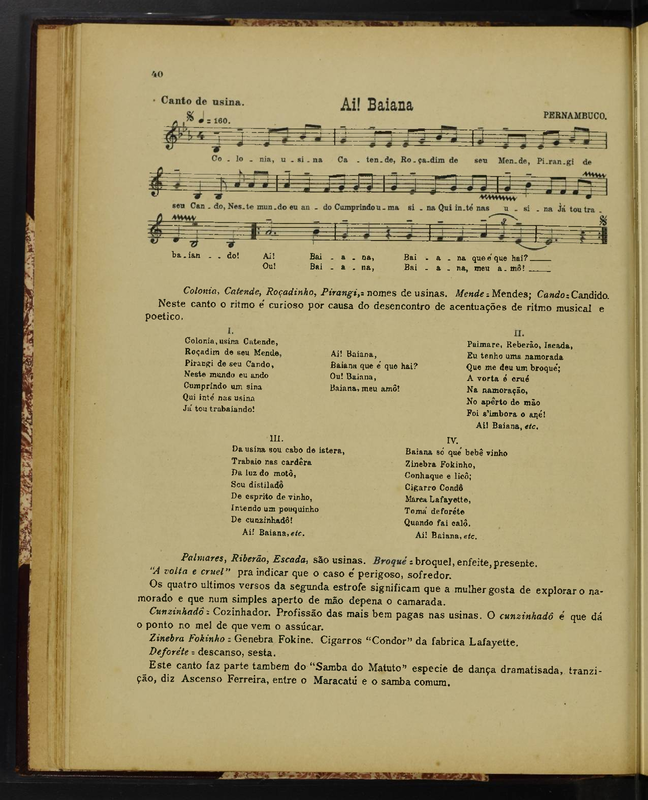 40
Canto de usina.
Ai! Baiana
PERNAMBUCO.
= 160.
Co - lo - nia, u - si - na Ca - ten - de, Ro - ça - dim de seu Men - de, Pi - ran - gi de
seu Can - do, Nes - te mun - do eu an - do Cumprindo u - ma si - na Qui in - té nas u - si - na Já tou tra -
ba - ian - - do! Ai! Bai - a - na, Bai - a - na que é que hai?
Ou! Bai - a - na, Bai - a - na, meu a - mô!
Colonia, Catende, Roçadinho, Pirangi, = nomes de usinas. Mende = Mendes; Cando = Candido.
Neste canto o ritmo é curioso por causa do desencontro de acentuações de ritmo musical e
poetico.
I.
Colonia, usina Catende,
Roçadim de seu Mende,
Pirangi de seu Cando,
Neste mundo eu ando
Cumprindo um sina
Qui inté nas usina
Já tou trabaiando!
Ai! Baiana,
Baiana que é que hai?
Ou! Baiana,
Baiana, meu amô!
II.
Palmare, Reberão, Iscada,
Eu tenho uma namorada
Que me deu um broqué;
A vorta é crué
Na namoração,
No apêrto de mão
Foi s'imbora o ané!
Ai! Baiana, etc.
III.
Da usina sou cabo de istera,
Trabaio nas cardêra
Da luz do motô,
Sou distiladô
De esprito de vinho,
Intendo um pouquinho
De cunzinhadô!
Ai! Baiana, etc.
IV.
Baiana só qué bebê vinho
Zinebra Fokinho,
Conhaque e licô;
Cigarro Condô
Marca Lafayette,
Tomá deforéte
Quando fai calô.
Ai! Baiana, etc.
Palmares, Riberão, Escada, são usinas. Broqué = broquel, enfeite, presente.
"A volta e cruel" pra indicar que o caso é perigoso, sofredor.
Os quatro ultimos versos da segunda estrofe significam que a mulher gosta de explorar o na-
morado e que num simples aperto de mão depena o camarada.
Cunzinhadô = Cozinhador. Profissão das mais bem pagas nas usinas. O cunzinhadô é que dá
o ponto no mel de que vem o assúcar.
Zinebra Fokinho = Genebra Fokine. Cigarros "Condor" da fabrica Lafayette.
Deforéte = descanso, sesta.
Este canto faz parte tambem do "Samba do Matuto" especie de dança dramatisada, tranzi-
ção, diz Ascenso Ferreira, entre o Maracatú e o samba comum.